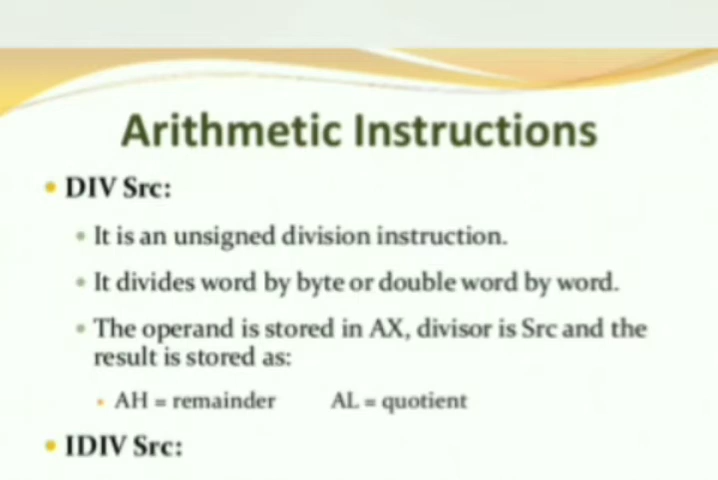 Arithmetic Instructions
• DIV Src:
• It is an unsigned division instruction.
• It divides word by byte or double word by word.
• The operand is stored in AX, divisor is Src and the
result is stored as:
• AH = remainder AL = quotient
• IDIV Src: